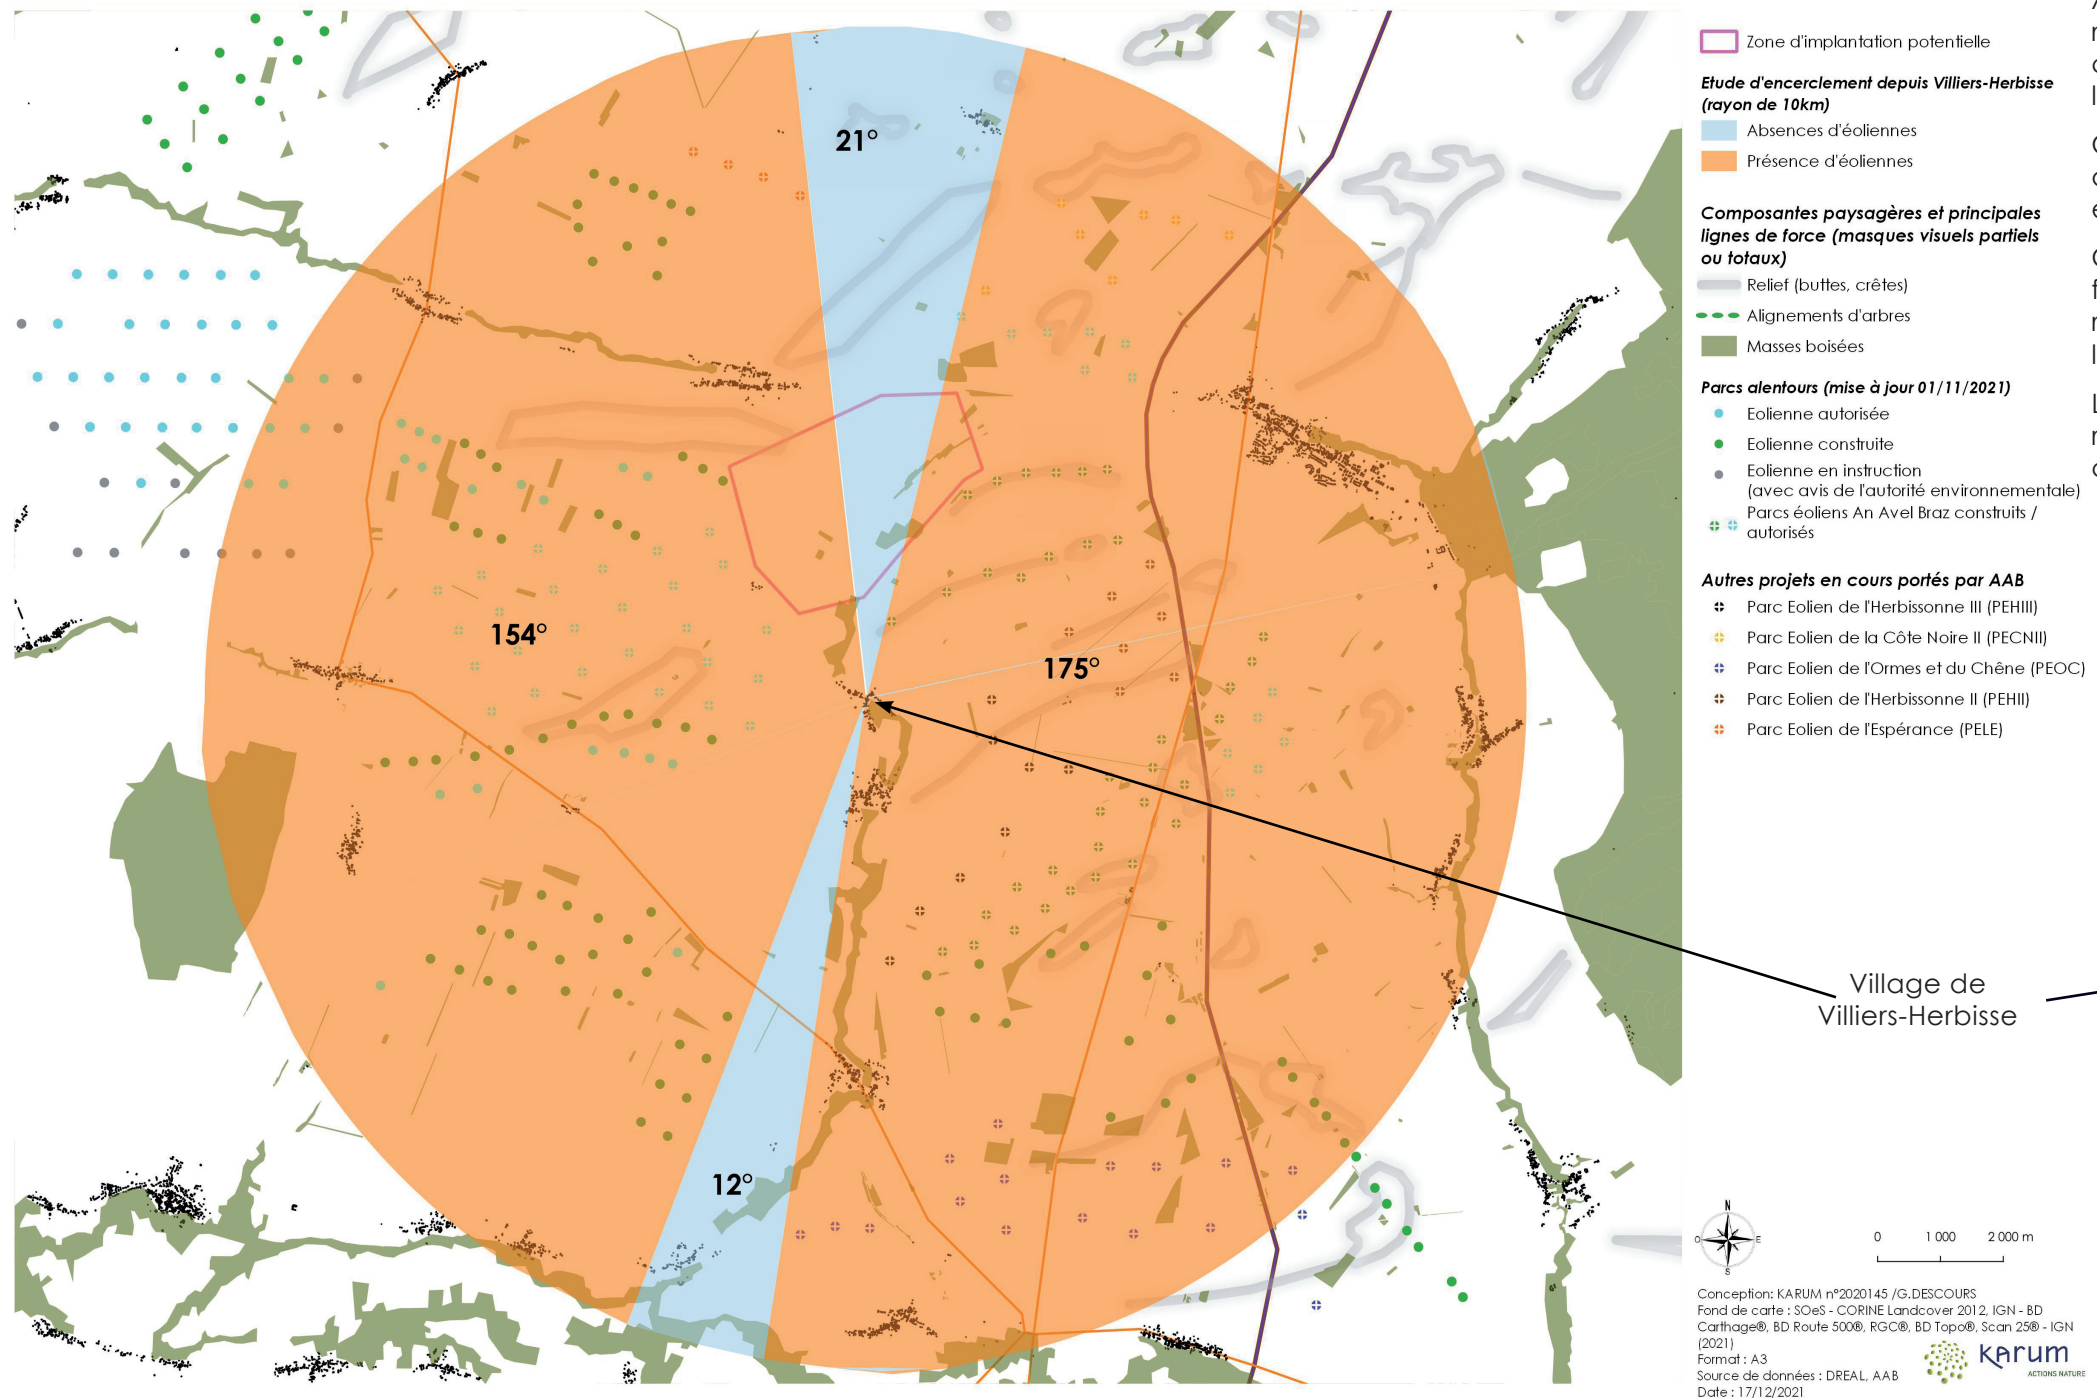 21°
154°
175°
12°
Zone d'implantation potentielle
Etude d'encerclement depuis Villiers-Herbisse
(rayon de 10km)
Absences d'éoliennes
Présence d'éoliennes
Composantes paysagères et principales
lignes de force (masques visuels partiels
ou totaux)
Relief (buttes, crêtes)
Alignements d'arbres
Masses boisées
Parcs alentours (mise à jour 01/11/2021)
Eolienne autorisée
Eolienne construite
Eolienne en instruction
(avec avis de l'autorité environnementale)
Parcs éoliens An Avel Braz construits /
autorisés
Autres projets en cours portés par AAB
Parc Eolien de l'Herbissonne III (PEHIII)
Parc Eolien de la Côte Noire II (PECNII)
Parc Eolien de l'Ormes et du Chêne (PEOC)
Parc Eolien de l'Herbissonne II (PEHII)
Parc Eolien de l'Espérance (PELE)
Village de
Villiers-Herbisse
N
O E
S
0 1 000 2 000 m
Conception: KARUM n°2020145 /G.DESCOURS
Fond de carte : SOeS - CORINE Landcover 2012, IGN - BD
Carthage®, BD Route 500®, RGC®, BD Topo®, Scan 25® - IGN
(2021)
Format : A3
Source de données : DREAL, AAB
Date : 17/12/2021
KArum
ACTIONS NATURE